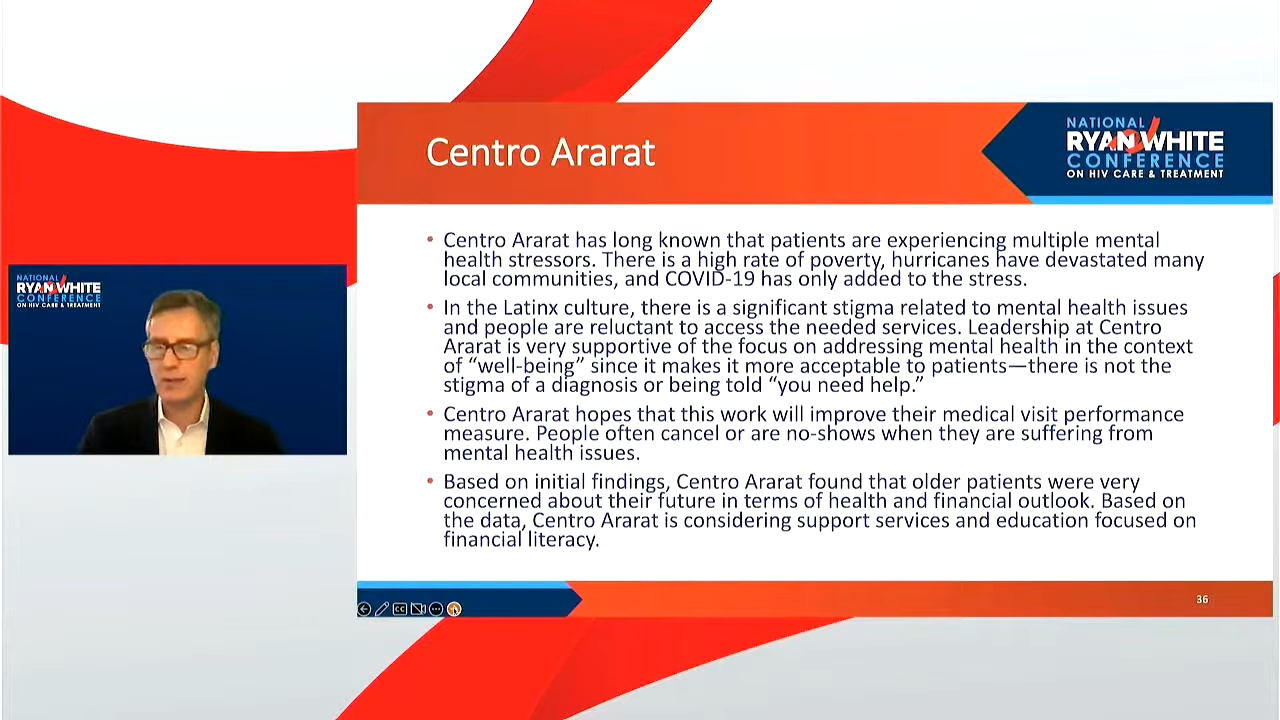 NATIONAL
RYAN WHITE
CONFERENCE
ON HIV CARE & TREATMENT
Centro Ararat
NATIONAL
RYAN WHITE
CONFERENCE
ON HIV CARE & TREATMENT
• Centro Ararat has long known that patients are experiencing multiple mental
health stressors. There is a high rate of poverty, hurricanes have devastated many
local communities, and COVID-19 has only added to the stress.
• In the Latinx culture, there is a significant stigma related to mental health issues
and people are reluctant to access the needed services. Leadership at Centro
Ararat is very supportive of the focus on addressing mental health in the context
of “well-being” since it makes it more acceptable to patients—there is not the
stigma of a diagnosis or being told “you need help.”
• Centro Ararat hopes that this work will improve their medical visit performance
measure. People often cancel or are no-shows when they are suffering from
mental health issues.
• Based on initial findings, Centro Ararat found that older patients were very
concerned about their future in terms of health and financial outlook. Based on
the data, Centro Ararat is considering support services and education focused on
financial literacy.
CC
36